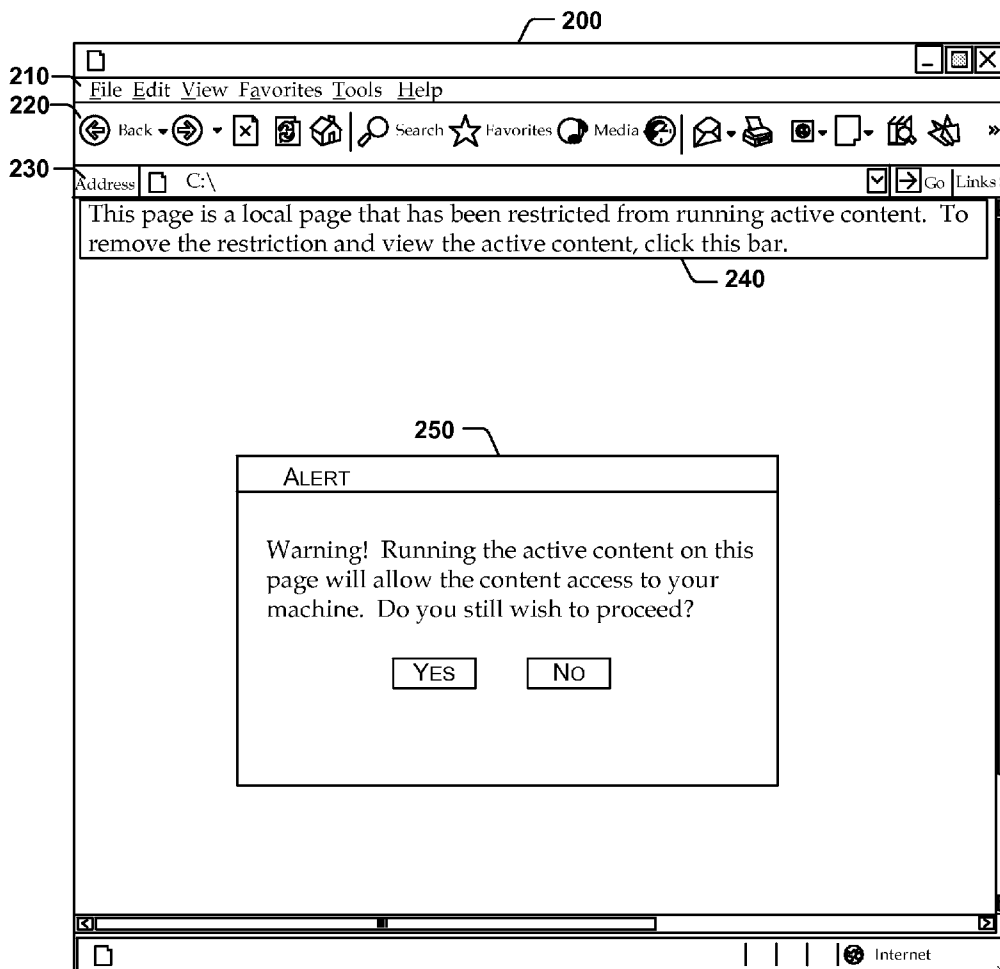 200
210
File Edit View Favorites Tools Help
220
Back Search Favorites Media »
230
Address C:\ Go Links
This page is a local page that has been restricted from running active content. To
remove the restriction and view the active content, click this bar.
240
250
ALERT
Warning! Running the active content on this
page will allow the content access to your
machine. Do you still wish to proceed?
YES NO
Internet